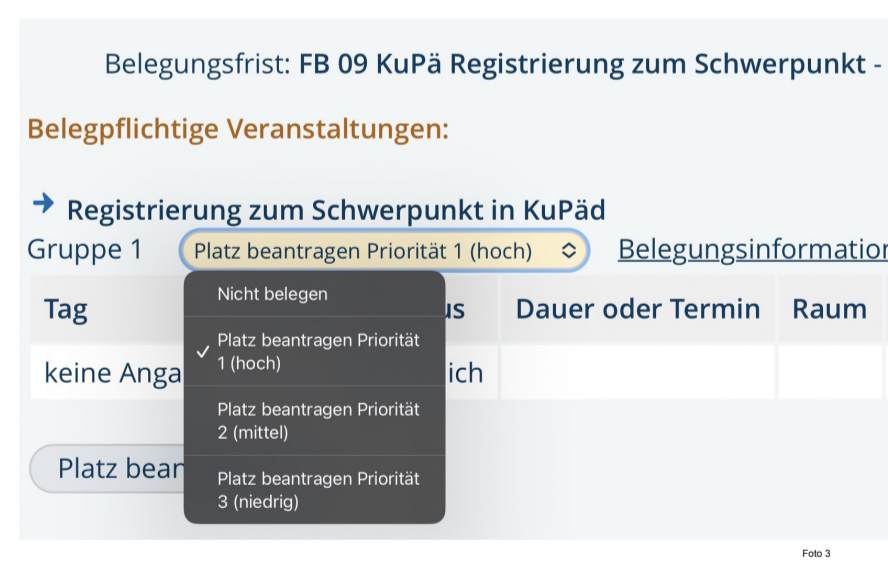 Belegungsfrist: FB 09 KuPä Registrierung zum Schwerpunkt -
Belegpflichtige Veranstaltungen:
Registrierung zum Schwerpunkt in KuPäd
Gruppe 1 Platz beantragen Priorität 1 (hoch) Belegungsinformation
Tag us Dauer oder Termin Raum
keine Anga ich
Platz bean
Nicht belegen
Platz beantragen Priorität
1 (hoch)
Platz beantragen Priorität
2 (mittel)
Platz beantragen Priorität
3 (niedrig)
Foto 3